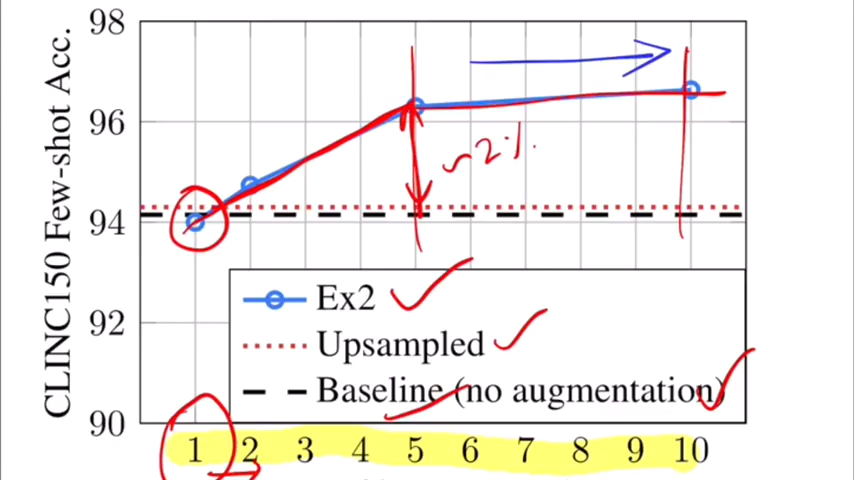 98
96
94
92
90
CLINC150 Few-shot Acc.
~2%.
Ex2
Upsampled
Baseline (no augmentation)
1 2 3 4 5 6 7 8 9 10